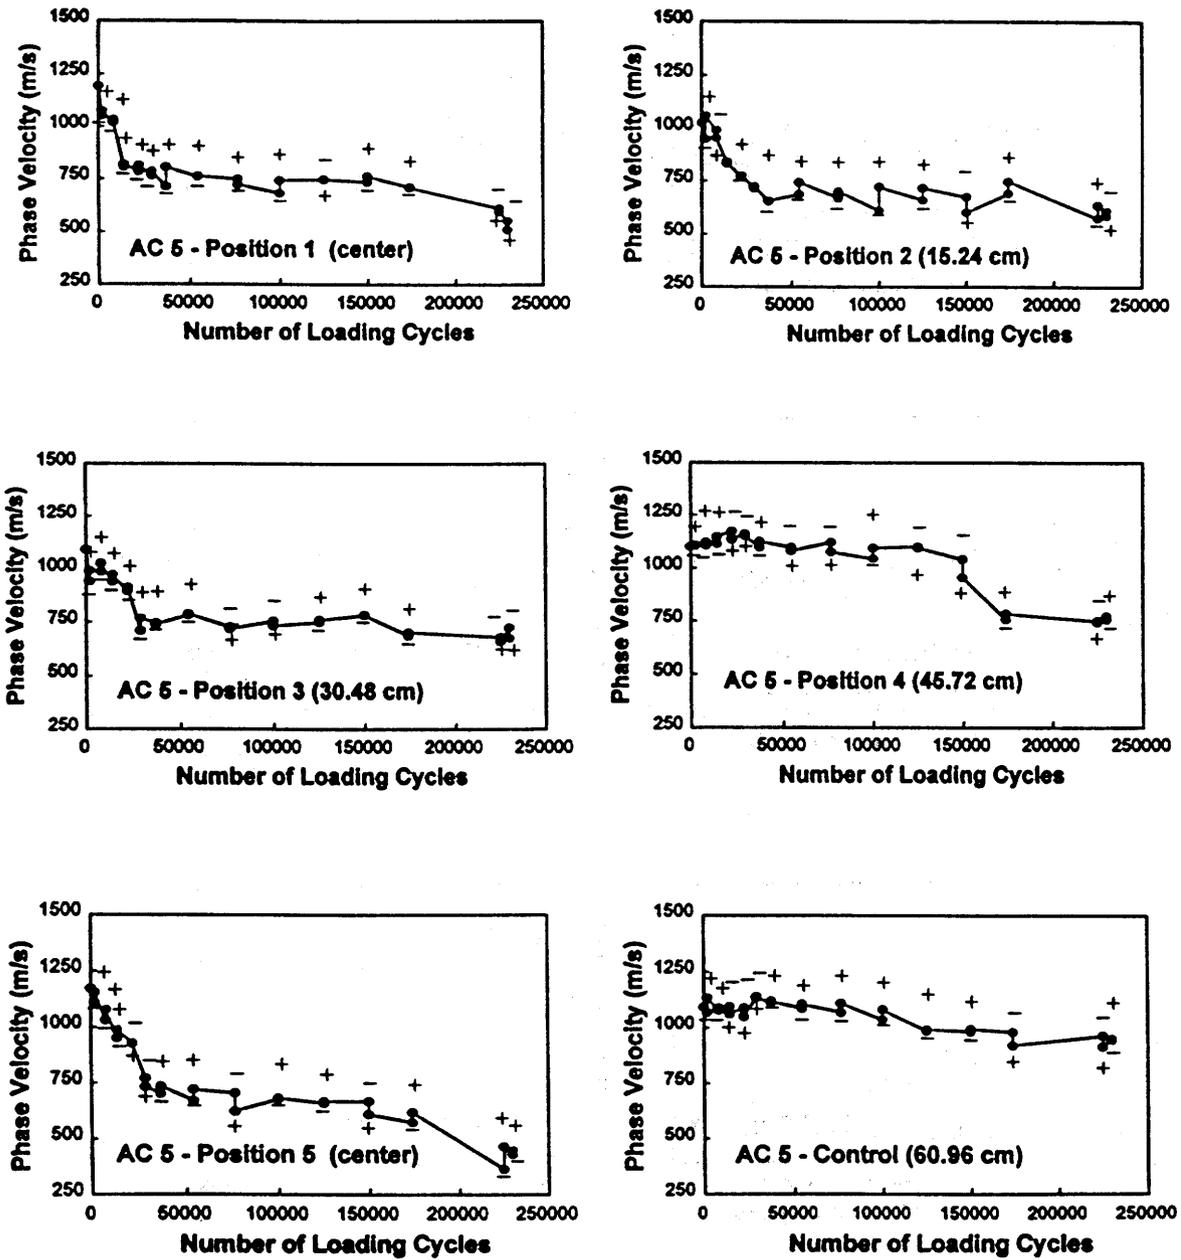 1500
1250
1000
750
500
250
Phase Velocity (m/s)
AC 5 - Position 1 (center)
0 50000 100000 150000 200000 250000
Number of Loading Cycles
1500
1250
1000
750
500
250
Phase Velocity (m/s)
AC 5 - Position 2 (15.24 cm)
0 50000 100000 150000 200000 250000
Number of Loading Cycles
1500
1250
1000
750
500
250
Phase Velocity (m/s)
AC 5 - Position 3 (30.48 cm)
0 50000 100000 150000 200000 250000
Number of Loading Cycles
1500
1250
1000
750
500
250
Phase Velocity (m/s)
AC 5 - Position 4 (45.72 cm)
0 50000 100000 150000 200000 250000
Number of Loading Cycles
1500
1250
1000
750
500
250
Phase Velocity (m/s)
AC 5 - Position 5 (center)
0 50000 100000 150000 200000 250000
Number of Loading Cycles
1500
1250
1000
750
500
250
Phase Velocity (m/s)
AC 5 - Control (60.96 cm)
0 50000 100000 150000 200000 250000
Number of Loading Cycles